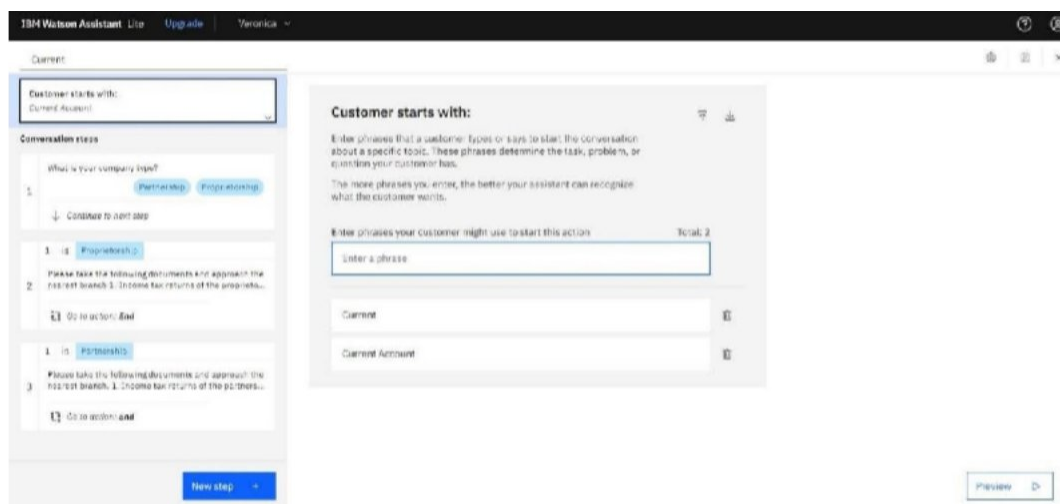 IBM Watson Assistant Lite Upgrade Veronica
Current
Customer starts with:
Current Account
Conversation steps
1
What is your company type?
Partnership Proprietorship
Continue to next step
2
1 is Proprietorship
Please take the following documents and approach the
nearest branch 1. Income tax returns of the proprieto...
Go to action: End
3
1 is Partnership
Please take the following documents and approach the
nearest branch. 1. Income tax returns of the partners...
Go to action: end
New step +
Customer starts with:
Enter phrases that a customer types or says to start the conversation
about a specific topic. These phrases determine the task, problem, or
question your customer has.
The more phrases you enter, the better your assistant can recognize
what the customer wants.
Enter phrases your customer might use to start this action Total: 2
Enter a phrase
Current
Current Account
Preview